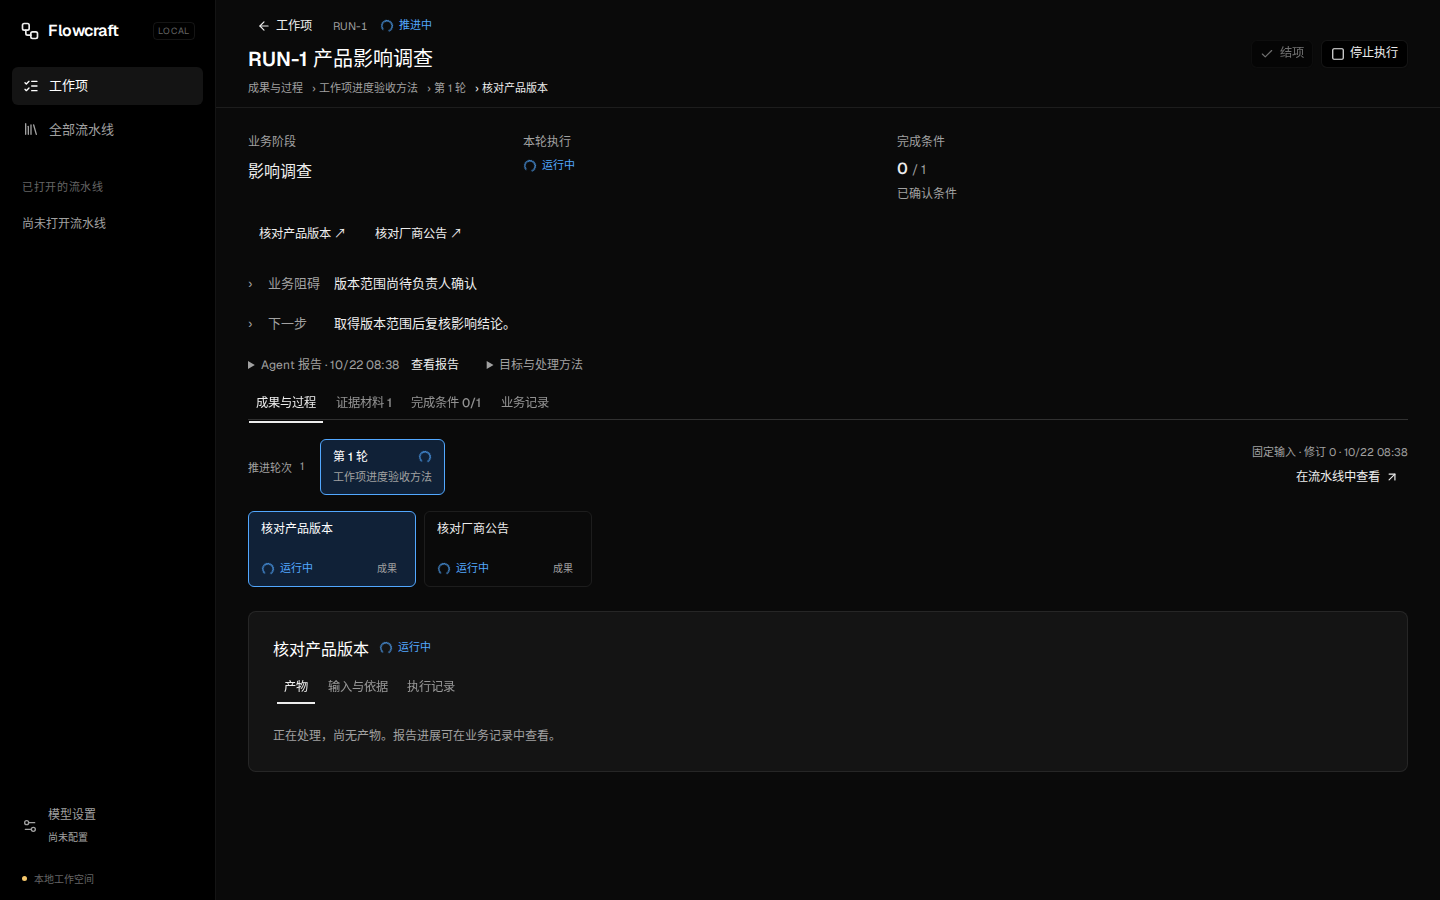 Flowcraft
LOCAL
工作项
全部流水线
已打开的流水线
尚未打开流水线
模型设置
尚未配置
本地工作空间
工作项 RUN-1 推进中
RUN-1 产品影响调查
成果与过程 › 工作项进度验收方法 › 第 1 轮 › 核对产品版本
结项 停止执行
业务阶段 本轮执行 完成条件
影响调查 运行中 0 / 1
已确认条件
核对产品版本 ↗ 核对厂商公告 ↗
› 业务阻碍 版本范围尚待负责人确认
› 下一步 取得版本范围后复核影响结论。
▶ Agent 报告 · 10/22 08:38 查看报告 ▶ 目标与处理方法
成果与过程 证据材料 1 完成条件 0/1 业务记录
推进轮次 1
第 1 轮
工作项进度验收方法
固定输入 · 修订 0 · 10/22 08:38
在流水线中查看 ↗
核对产品版本
运行中 成果
核对厂商公告
运行中 成果
核对产品版本 运行中
产物 输入与依据 执行记录
正在处理，尚无产物。报告进展可在业务记录中查看。